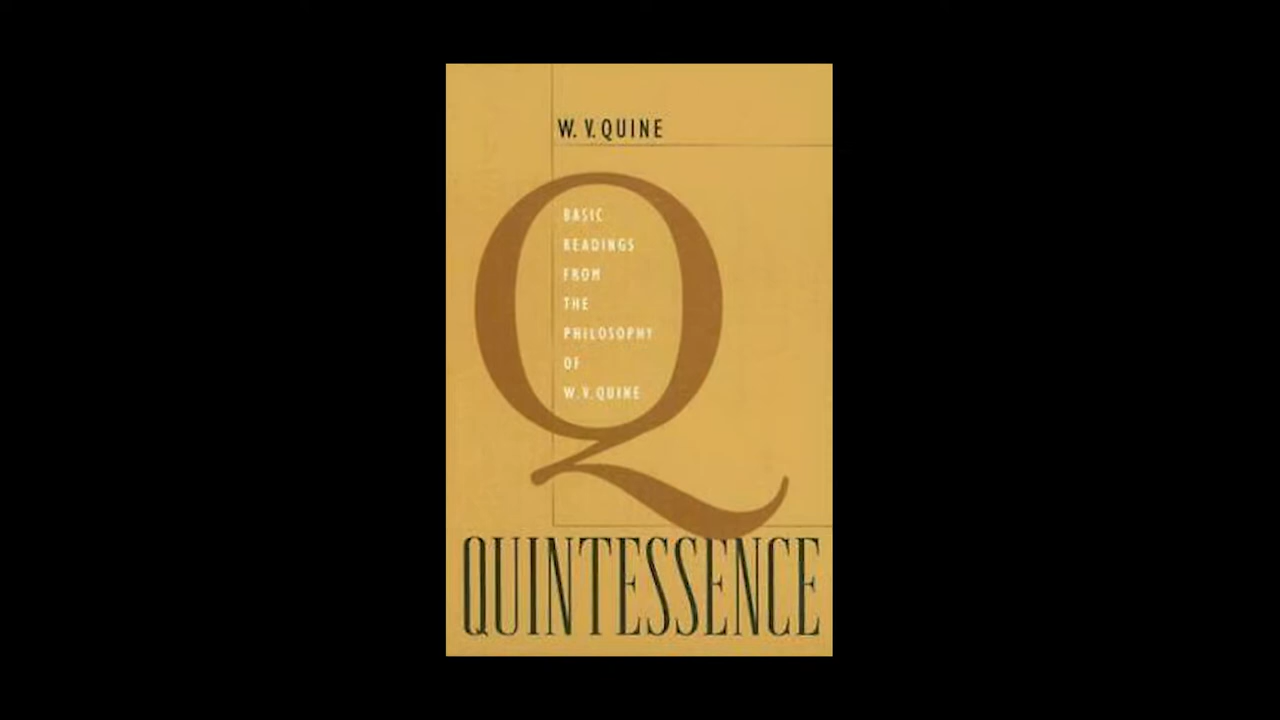 W. V. QUINE
Q
BASIC
READINGS
FROM
THE
PHILOSOPHY
OF
W. V. QUINE
QUINTESSENCE